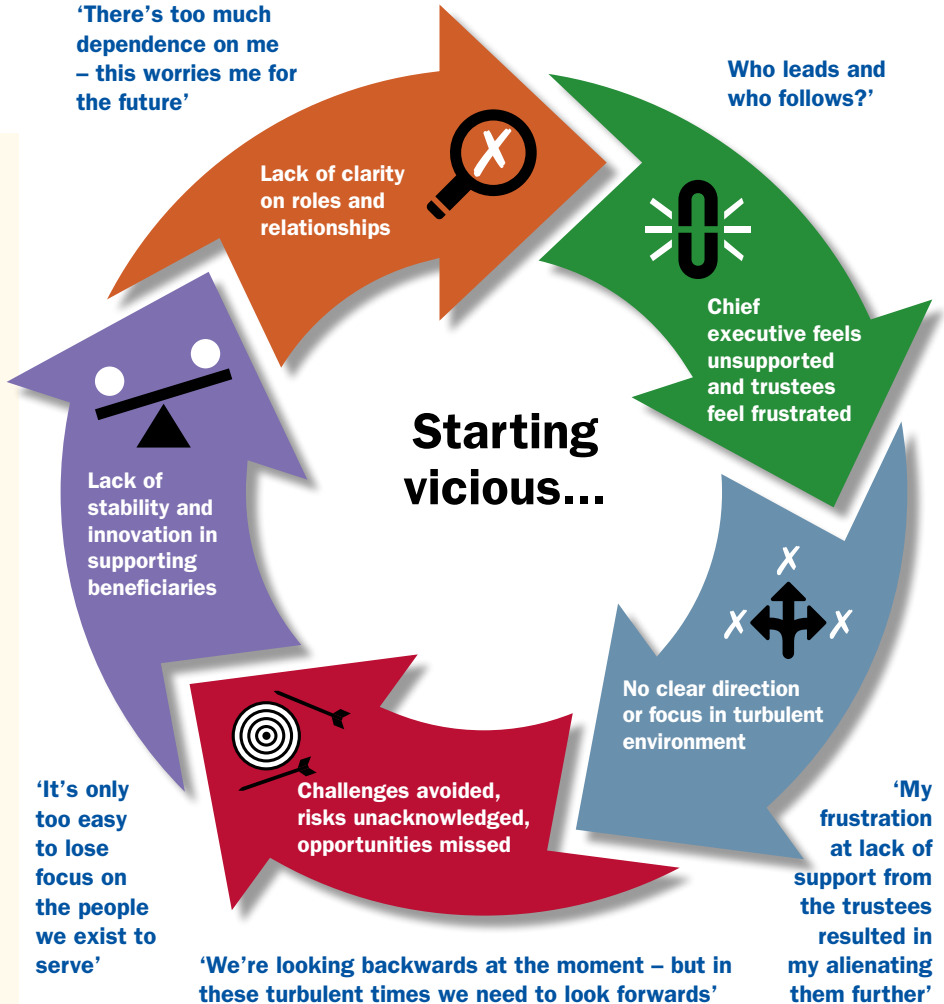 ‘There’s too much
dependence on me
– this worries me for
the future’
Who leads and
who follows?’
Lack of clarity
on roles and
relationships
Chief
executive feels
unsupported
and trustees
feel frustrated
Starting
vicious...
Lack of
stability and
innovation in
supporting
beneficiaries
No clear direction
or focus in turbulent
environment
Challenges avoided,
risks unacknowledged,
opportunities missed
‘It’s only
too easy
to lose
focus on
the people
we exist to
serve’
‘My
frustration
at lack of
support from
the trustees
resulted in
my alienating
them further’
‘We’re looking backwards at the moment – but in
these turbulent times we need to look forwards’